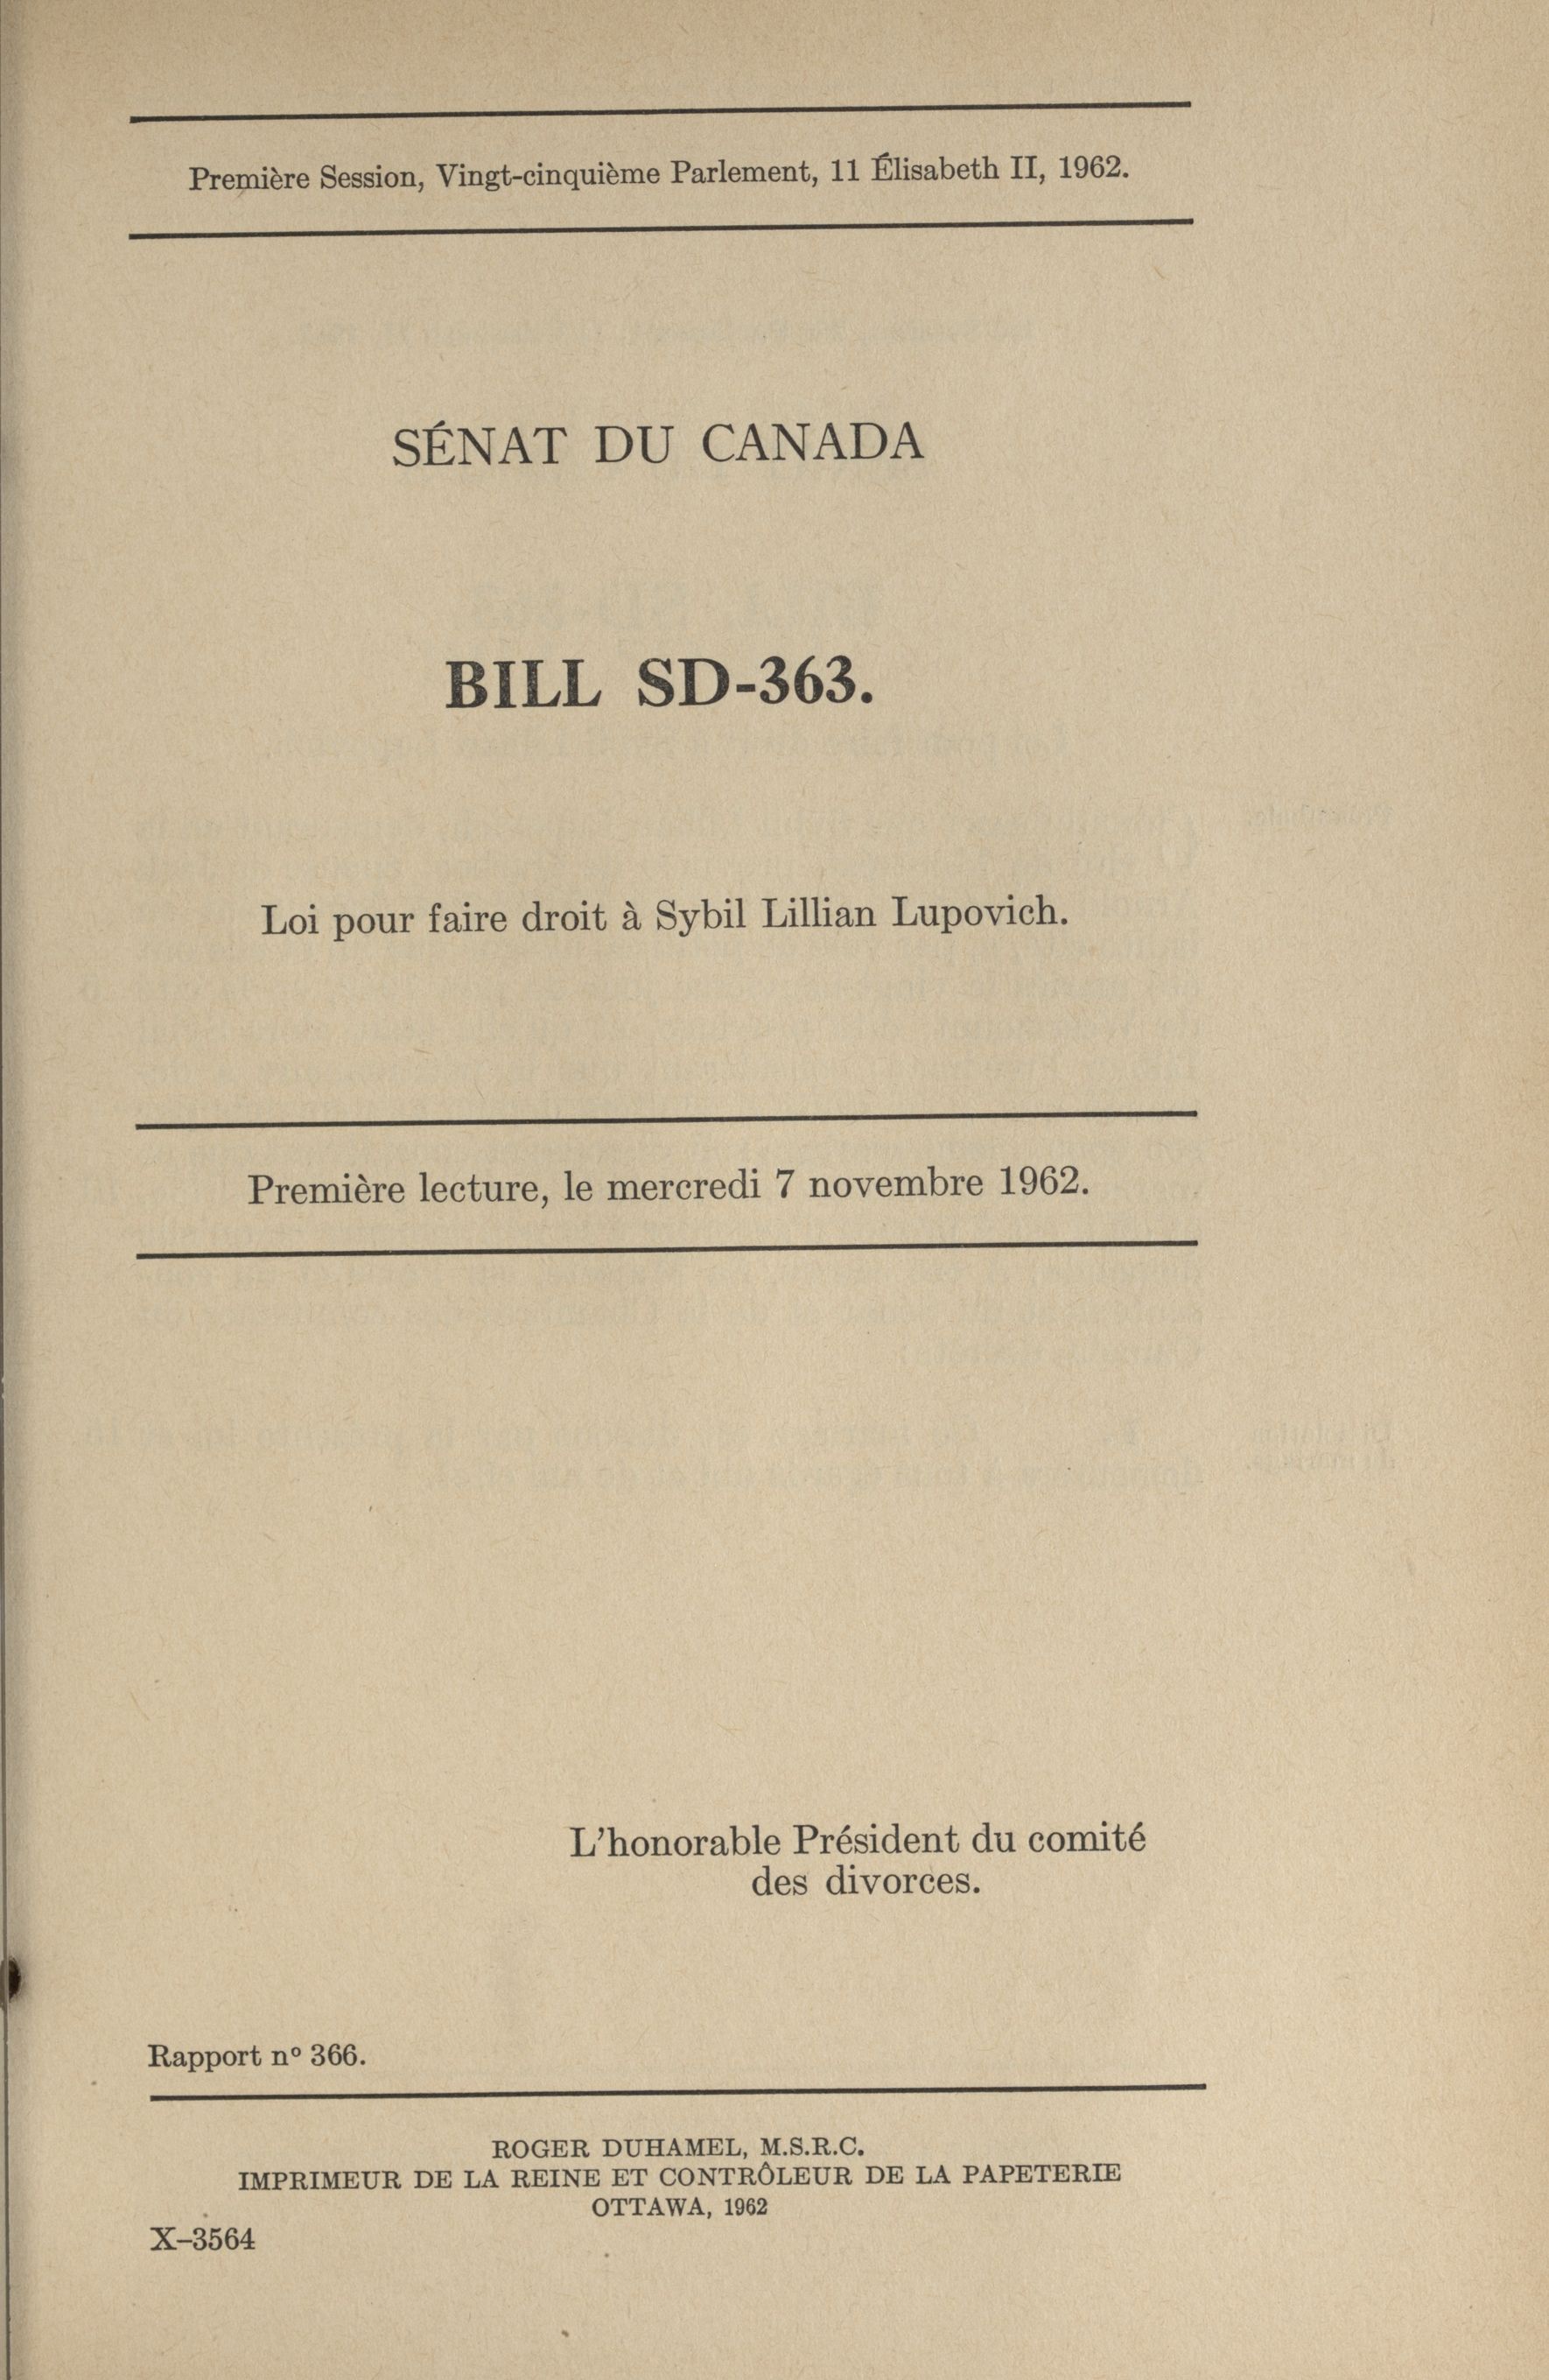 Première Session, Vingt-cinquième Parlement, 11 Élisabeth II, 1962.
SÉNAT DU CANADA
BILL SD-363.
Loi pour faire droit à Sybil Lillian Lupovich.
Première lecture, le mercredi 7 novembre 1962.
L'honorable Président du comité
des divorces.
Rapport nº 366.
ROGER DUHAMEL, M.S.R.C.
IMPRIMEUR DE LA REINE ET CONTRÔLEUR DE LA PAPETERIE
OTTAWA, 1962
X–3564